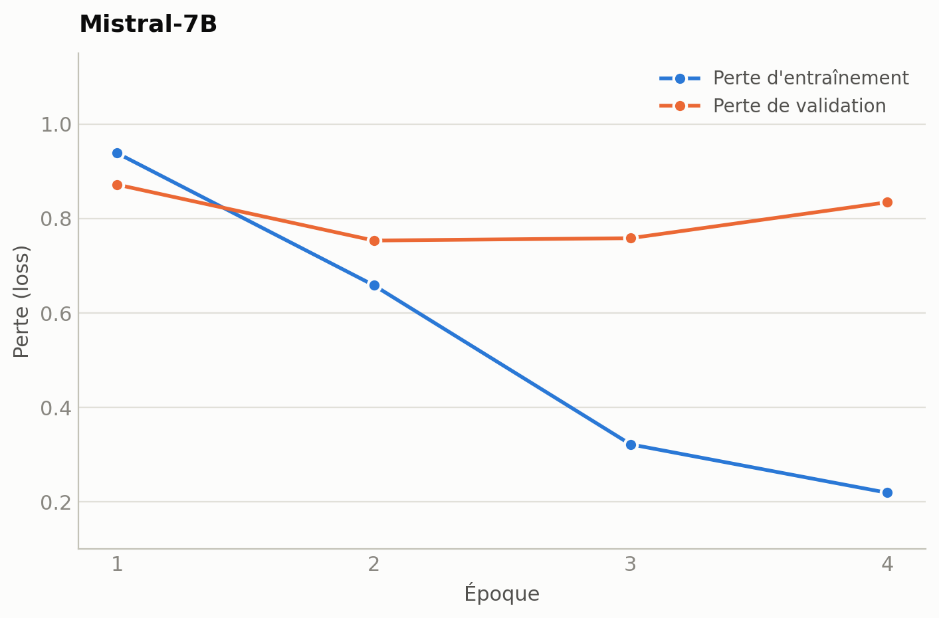 Mistral-7B
Perte d'entraînement
Perte de validation
1.0
0.8
0.6
0.4
0.2
Perte (loss)
1 2 3 4
Époque